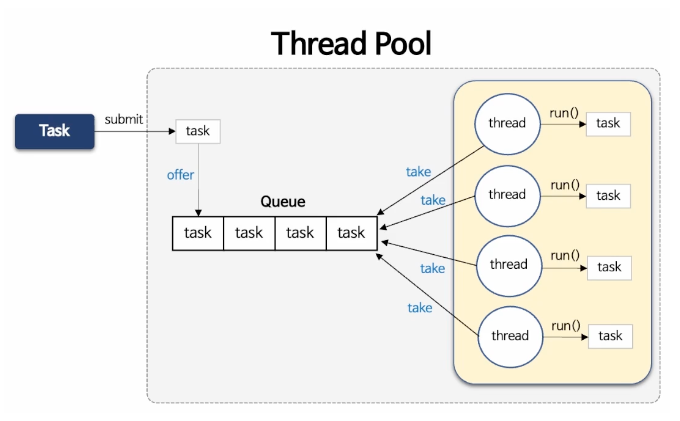 Thread Pool
Task
submit
task
offer
Queue
task task task task
take
take
take
take
thread run() task
thread run() task
thread run() task
thread run() task